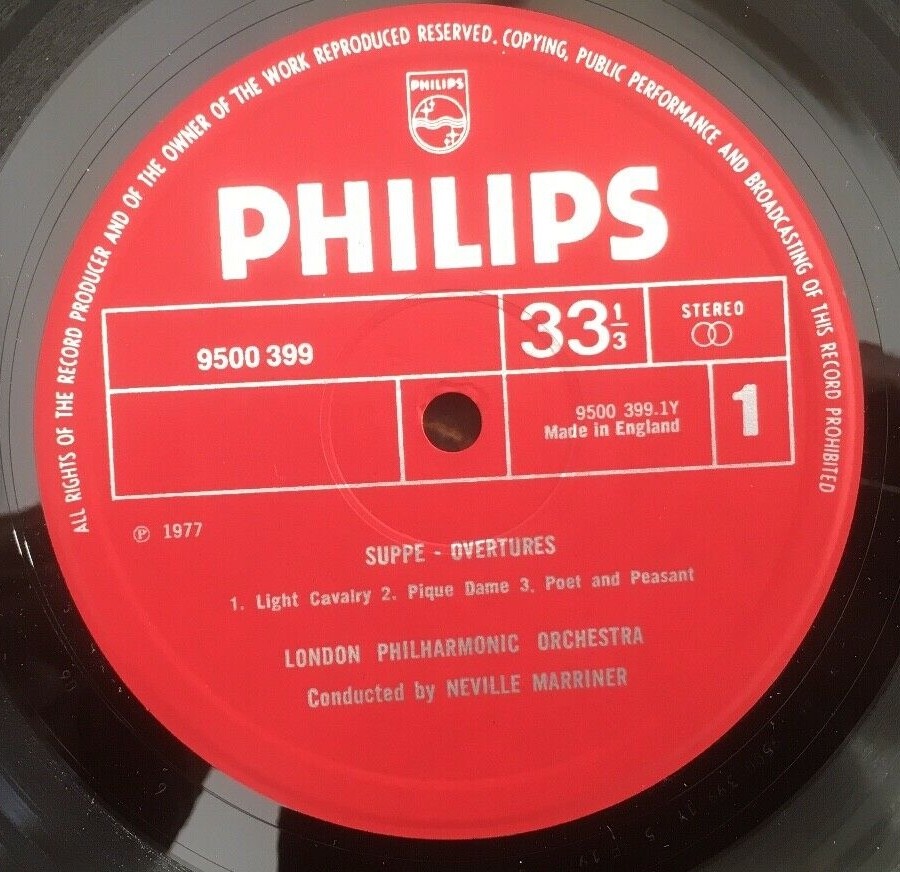 ALL RIGHTS OF THE RECORD PRODUCER AND OF THE OWNER OF THE WORK REPRODUCED RESERVED. COPYING, PUBLIC PERFORMANCE AND BROADCASTING OF THIS RECORD PROHIBITED
PHILIPS
PHILIPS
9500 399
33 1/3
STEREO
9500 399.1Y
Made in England
1
℗ 1977
SUPPE - OVERTURES
1. Light Cavalry 2. Pique Dame 3. Poet and Peasant
LONDON PHILHARMONIC ORCHESTRA
Conducted by NEVILLE MARRINER